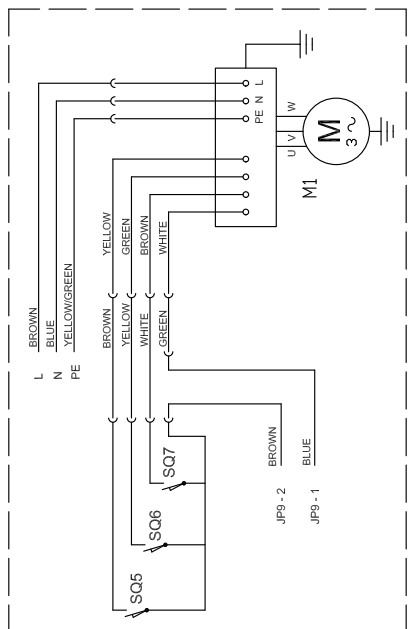 L
N
PE
W
V
U
M
3 ~
M1
YELLOW
GREEN
BROWN
WHITE
BROWN
YELLOW
WHITE
GREEN
BROWN
BLUE
YELLOW/GREEN
L
N
PE
SQ7
SQ6
SQ5
BROWN
BLUE
JP9 - 2
JP9 - 1